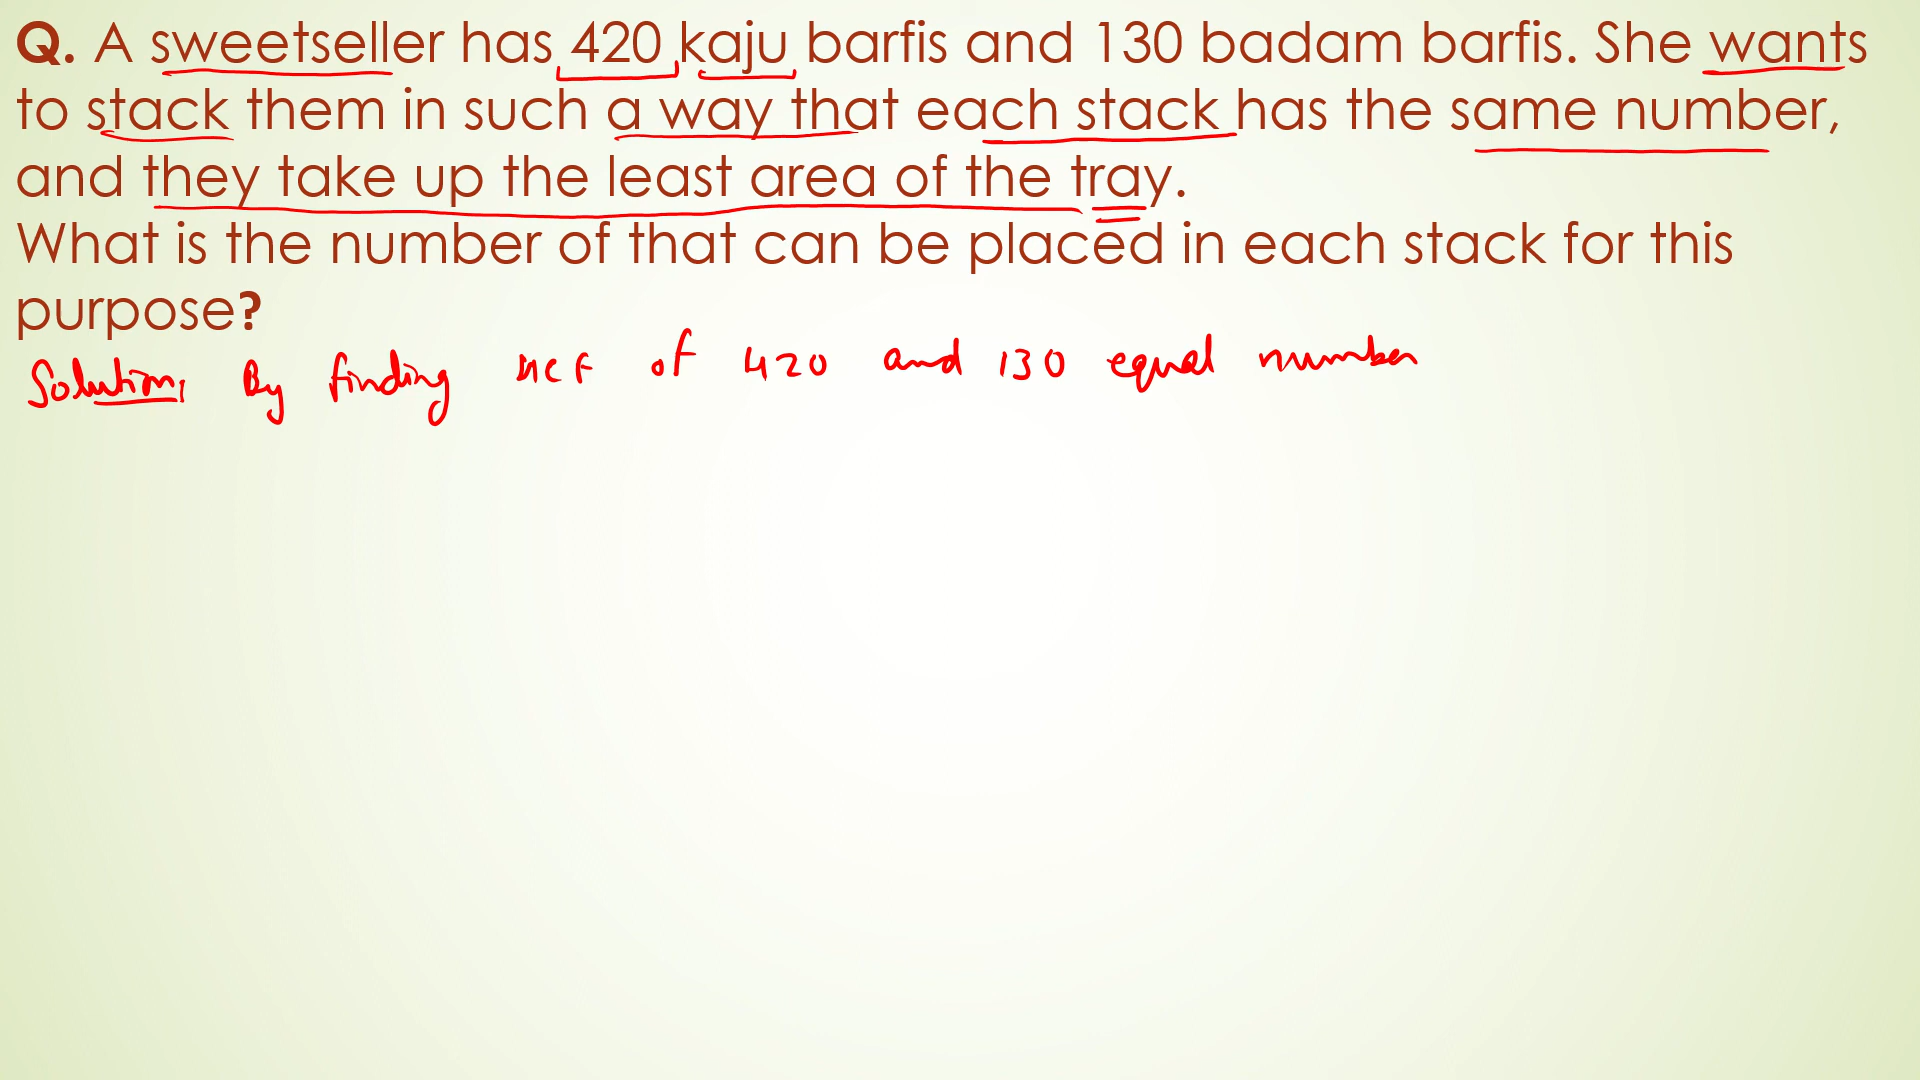 Q. A sweetseller has 420 kaju barfis and 130 badam barfis. She wants
to stack them in such a way that each stack has the same number,
and they take up the least area of the tray.
What is the number of that can be placed in each stack for this
purpose?
Solution: By finding HCF of 420 and 130 equal number